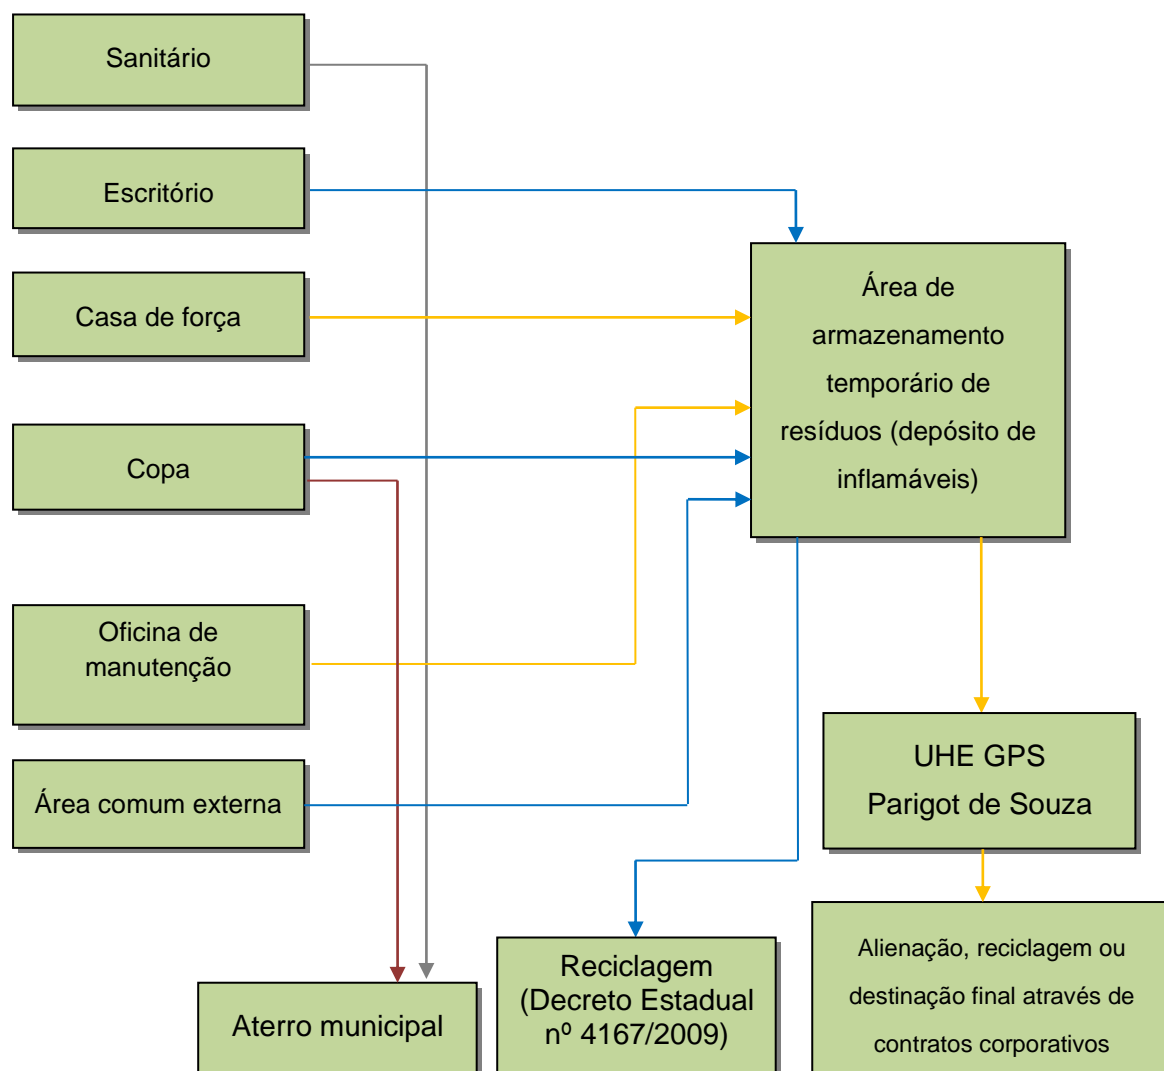 Sanitário
Escritório
Casa de força
Copa
Oficina de
manutenção
Área comum externa
Área de
armazenamento
temporário de
resíduos (depósito de
inflamáveis)
UHE GPS
Parigot de Souza
Aterro municipal
Reciclagem
(Decreto Estadual
nº 4167/2009)
Alienação, reciclagem ou
destinação final através de
contratos corporativos